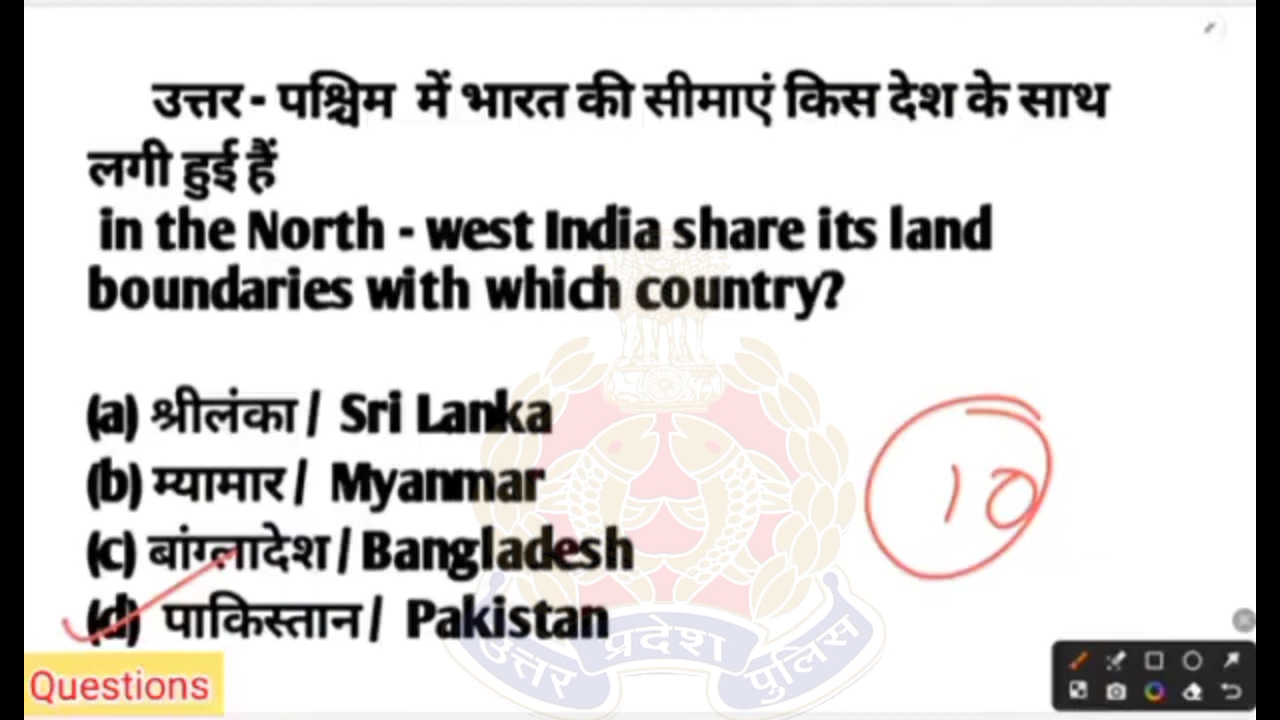 उत्तर - पश्चिम में भारत की सीमाएं किस देश के साथ
लगी हुई हैं
in the North - west India share its land
boundaries with which country?
(a) श्रीलंका / Sri Lanka
(b) म्यामार / Myanmar
(c) बांग्लादेश / Bangladesh
(d) पाकिस्तान / Pakistan
10
उत्तर प्रदेश पुलिस
Questions